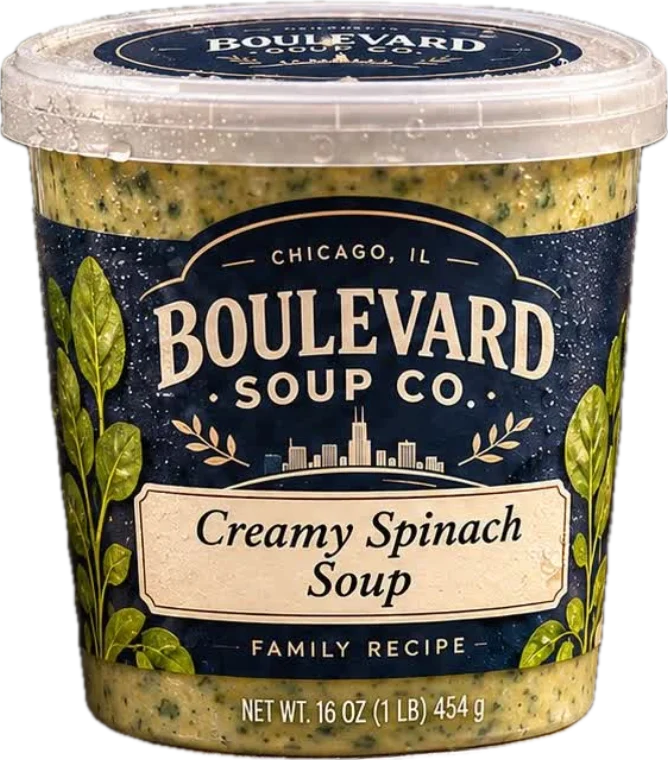 BOULEVARD
SOUP CO.
CHICAGO, IL
BOULEVARD
· SOUP CO. ·
Creamy Spinach
Soup
FAMILY RECIPE
NET WT. 16 OZ (1 LB) 454 g